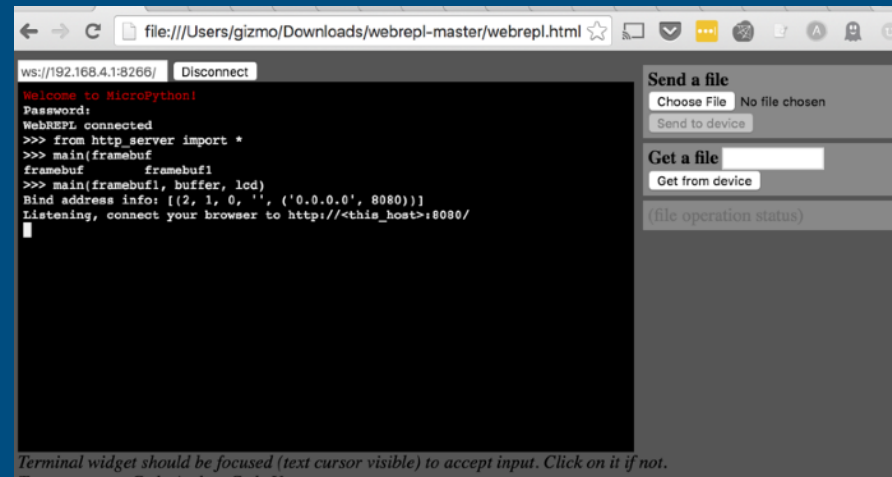 file:///Users/gizmo/Downloads/webrepl-master/webrepl.html
ws://192.168.4.1:8266/ Disconnect
Welcome to MicroPython!
Password:
WebREPL connected
>>> from http_server import *
>>> main(framebuf
framebuf framebuf1
>>> main(framebuf1, buffer, lcd)
Bind address info: [(2, 1, 0, '', ('0.0.0.0', 8080))]
Listening, connect your browser to http://<this_host>:8080/
Send a file
Choose File No file chosen
Send to device
Get a file
Get from device
(file operation status)
Terminal widget should be focused (text cursor visible) to accept input. Click on it if not.